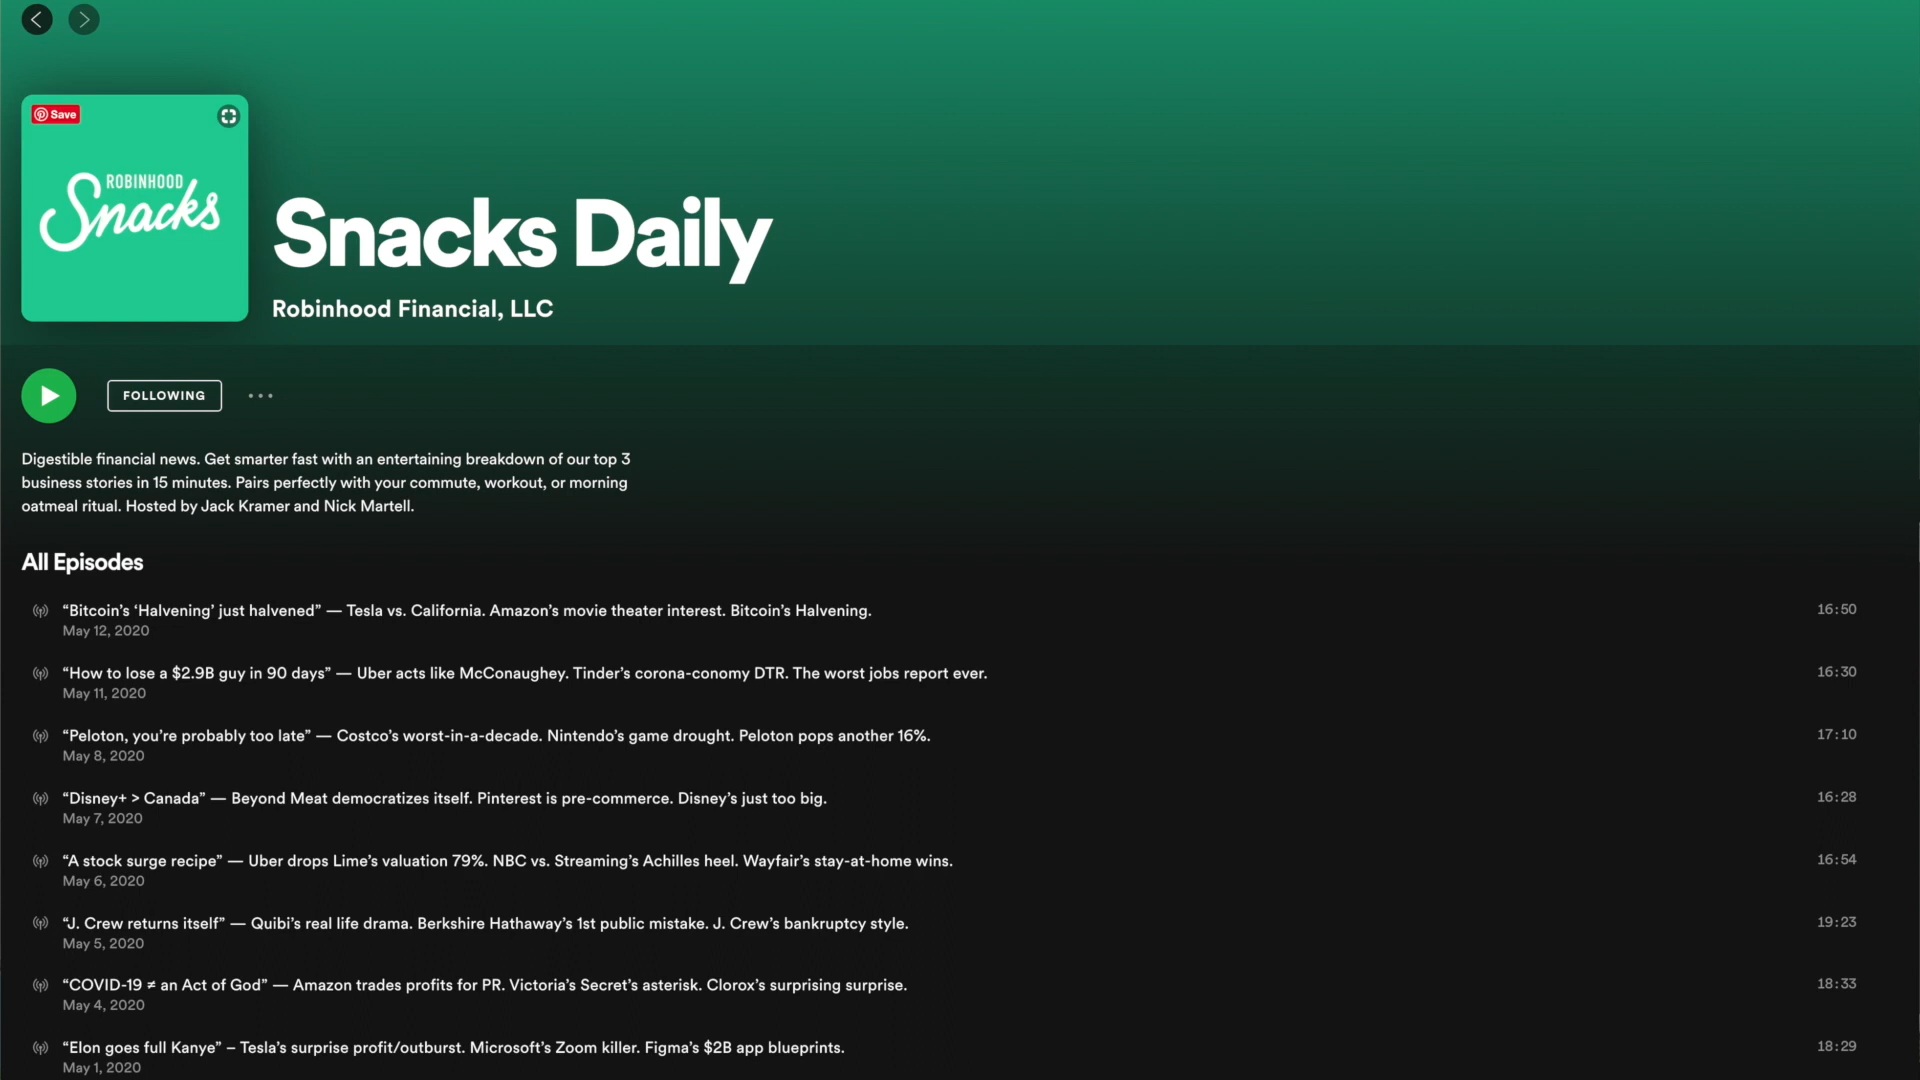 Save
ROBINHOOD
Snacks
Snacks Daily
Robinhood Financial, LLC
FOLLOWING
Digestible financial news. Get smarter fast with an entertaining breakdown of our top 3
business stories in 15 minutes. Pairs perfectly with your commute, workout, or morning
oatmeal ritual. Hosted by Jack Kramer and Nick Martell.
All Episodes
“Bitcoin’s ‘Halvening’ just halvened” — Tesla vs. California. Amazon’s movie theater interest. Bitcoin’s Halvening. 16:50
May 12, 2020
“How to lose a $2.9B guy in 90 days” — Uber acts like McConaughey. Tinder’s corona-conomy DTR. The worst jobs report ever. 16:30
May 11, 2020
“Peloton, you’re probably too late” — Costco’s worst-in-a-decade. Nintendo’s game drought. Peloton pops another 16%. 17:10
May 8, 2020
“Disney+ > Canada” — Beyond Meat democratizes itself. Pinterest is pre-commerce. Disney’s just too big. 16:28
May 7, 2020
“A stock surge recipe” — Uber drops Lime’s valuation 79%. NBC vs. Streaming’s Achilles heel. Wayfair’s stay-at-home wins. 16:54
May 6, 2020
“J. Crew returns itself” — Quibi’s real life drama. Berkshire Hathaway’s 1st public mistake. J. Crew’s bankruptcy style. 19:23
May 5, 2020
“COVID-19 ≠ an Act of God” — Amazon trades profits for PR. Victoria’s Secret’s asterisk. Clorox’s surprising surprise. 18:33
May 4, 2020
“Elon goes full Kanye” – Tesla’s surprise profit/outburst. Microsoft’s Zoom killer. Figma’s $2B app blueprints. 18:29
May 1, 2020